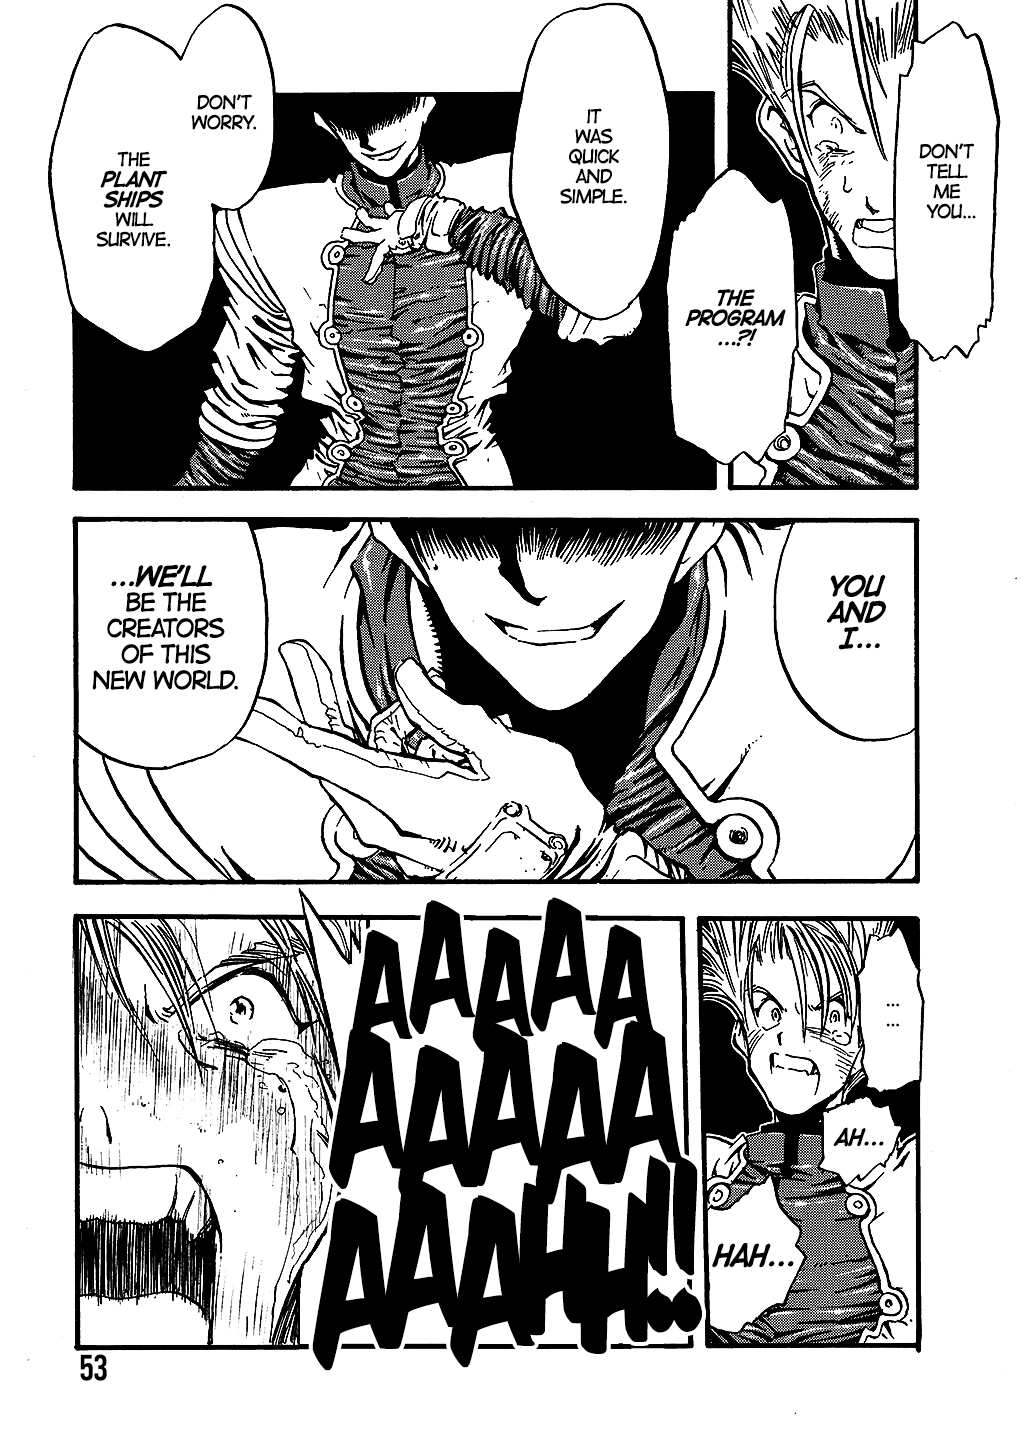 DON'T
TELL
ME
YOU...
THE
PROGRAM
...?!
IT
WAS
QUICK
AND
SIMPLE.
DON'T
WORRY.
THE
PLANT
SHIPS
WILL
SURVIVE.
YOU
AND
I...
...WE'LL
BE THE
CREATORS
OF THIS
NEW WORLD.
...
...
AH...
HAH...
AAAAA
AAAAA
AAAHH!!
53